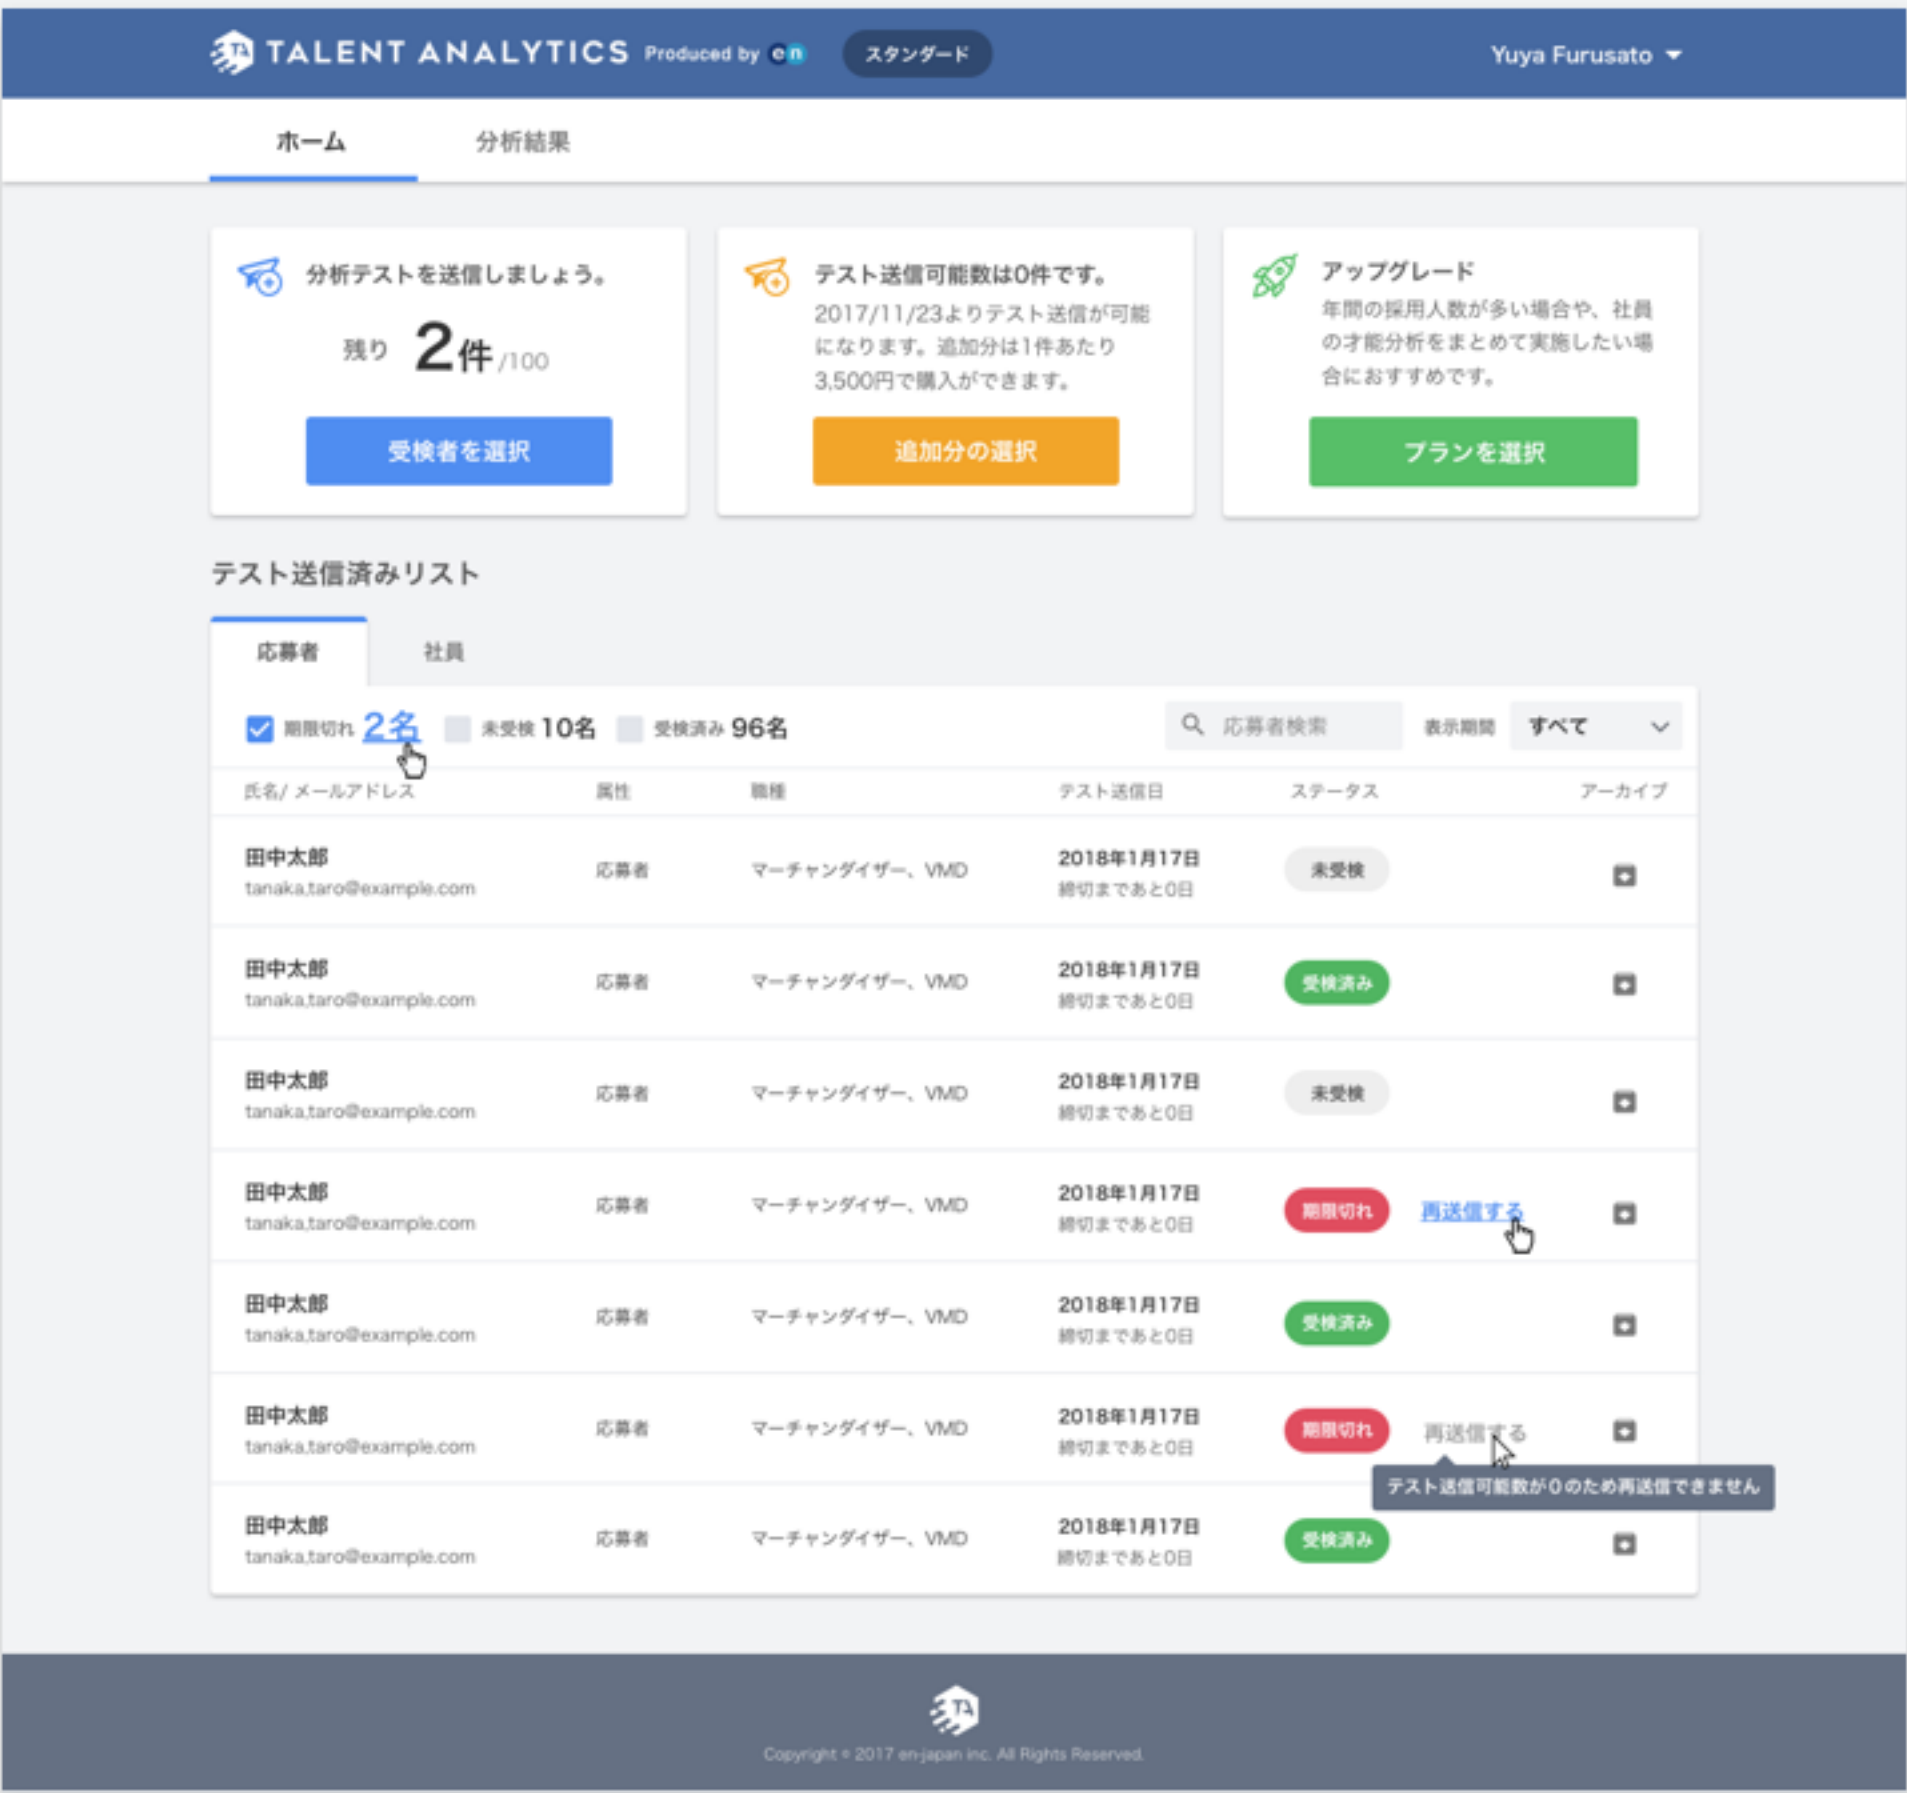 TALENT ANALYTICS Produced by en スタンダード Yuya Furusato
ホーム 分析結果
分析テストを送信しましょう。
残り 2件 /100
受検者を選択
テスト送信可能数は0件です。
2017/11/23よりテスト送信が可能
になります。追加分は1件あたり
3,500円で購入ができます。
追加分の選択
アップグレード
年間の採用人数が多い場合や、社員
の才能分析をまとめて実施したい場
合におすすめです。
プランを選択
テスト送信済みリスト
応募者 社員
期限切れ 2名 未受検 10名 受検済み 96名 応募者検索 表示期間 すべて
氏名/ メールアドレス 属性 職種 テスト送信日 ステータス アーカイブ
田中太郎 応募者 マーチャンダイザー、VMD 2018年1月17日 未受検
tanaka.taro@example.com 締切まであと0日
田中太郎 応募者 マーチャンダイザー、VMD 2018年1月17日 受検済み
tanaka.taro@example.com 締切まであと0日
田中太郎 応募者 マーチャンダイザー、VMD 2018年1月17日 未受検
tanaka.taro@example.com 締切まであと0日
田中太郎 応募者 マーチャンダイザー、VMD 2018年1月17日 期限切れ 再送信する
tanaka.taro@example.com 締切まであと0日
田中太郎 応募者 マーチャンダイザー、VMD 2018年1月17日 受検済み
tanaka.taro@example.com 締切まであと0日
田中太郎 応募者 マーチャンダイザー、VMD 2018年1月17日 期限切れ 再送信する
tanaka.taro@example.com 締切まであと0日
テスト送信可能数が0のため再送信できません
田中太郎 応募者 マーチャンダイザー、VMD 2018年1月17日 受検済み
tanaka.taro@example.com 締切まであと0日
TA
Copyright © 2017 en-japan inc. All Rights Reserved.